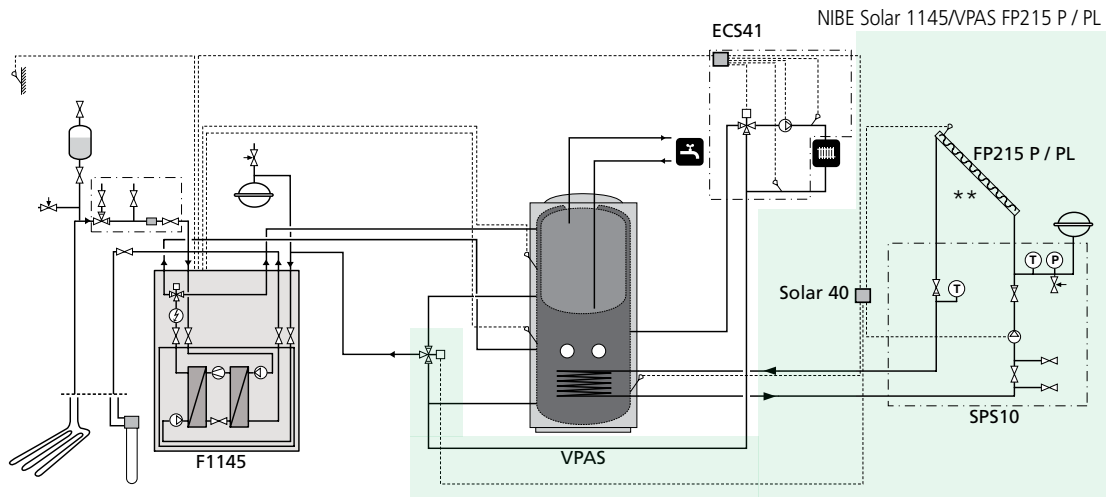 NIBE Solar 1145/VPAS FP215 P / PL
ECS41
FP215 P / PL
**
T
P
T
Solar 40
SPS10
F1145
VPAS